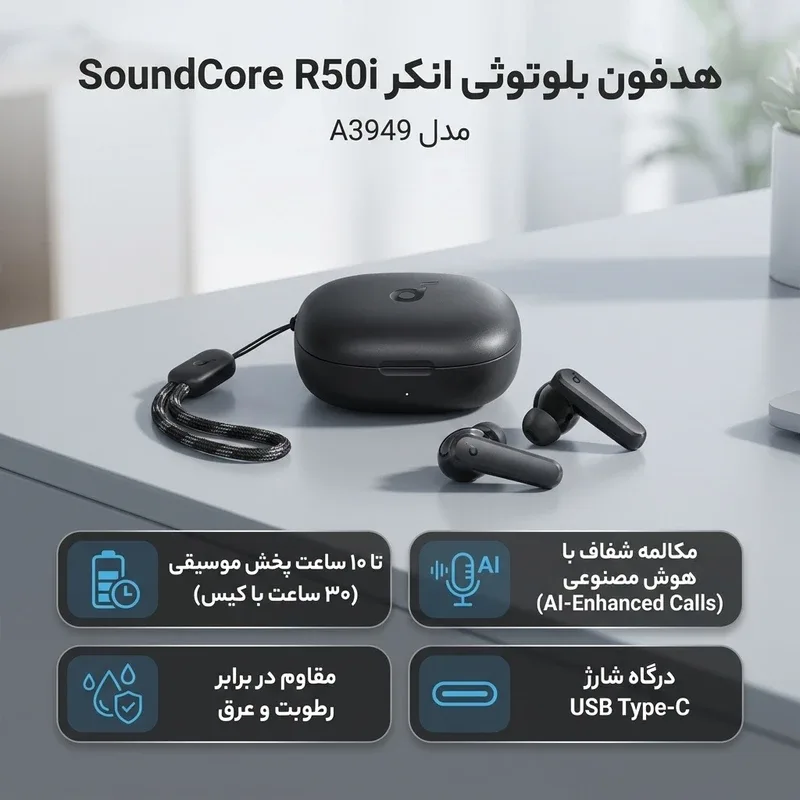 هدفون بلوتوثی انکر SoundCore R50i
مدل A3949
تا ۱۰ ساعت پخش موسیقی
(۳۰ ساعت با کیس)
AI
مکالمه شفاف با
هوش مصنوعی
(AI-Enhanced Calls)
مقاوم در برابر
رطوبت و عرق
درگاه شارژ
USB Type-C